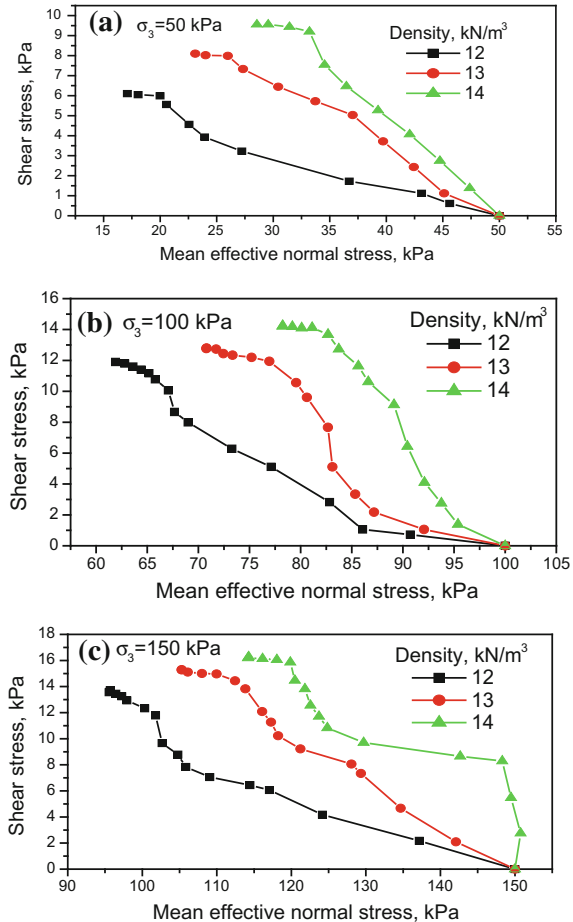 (a) σ3=50 kPa
Density, kN/m³
12
13
14
Shear stress, kPa
10
9
8
7
6
5
4
3
2
1
0
15 20 25 30 35 40 45 50 55
Mean effective normal stress, kPa
(b) σ3=100 kPa
Density, kN/m³
12
13
14
Shear stress, kPa
16
14
12
10
8
6
4
2
0
60 65 70 75 80 85 90 95 100 105
Mean effective normal stress, kPa
(c) σ3=150 kPa
Density, kN/m³
12
13
14
Shear stress, kPa
18
16
14
12
10
8
6
4
2
0
90 100 110 120 130 140 150
Mean effective normal stress, kPa